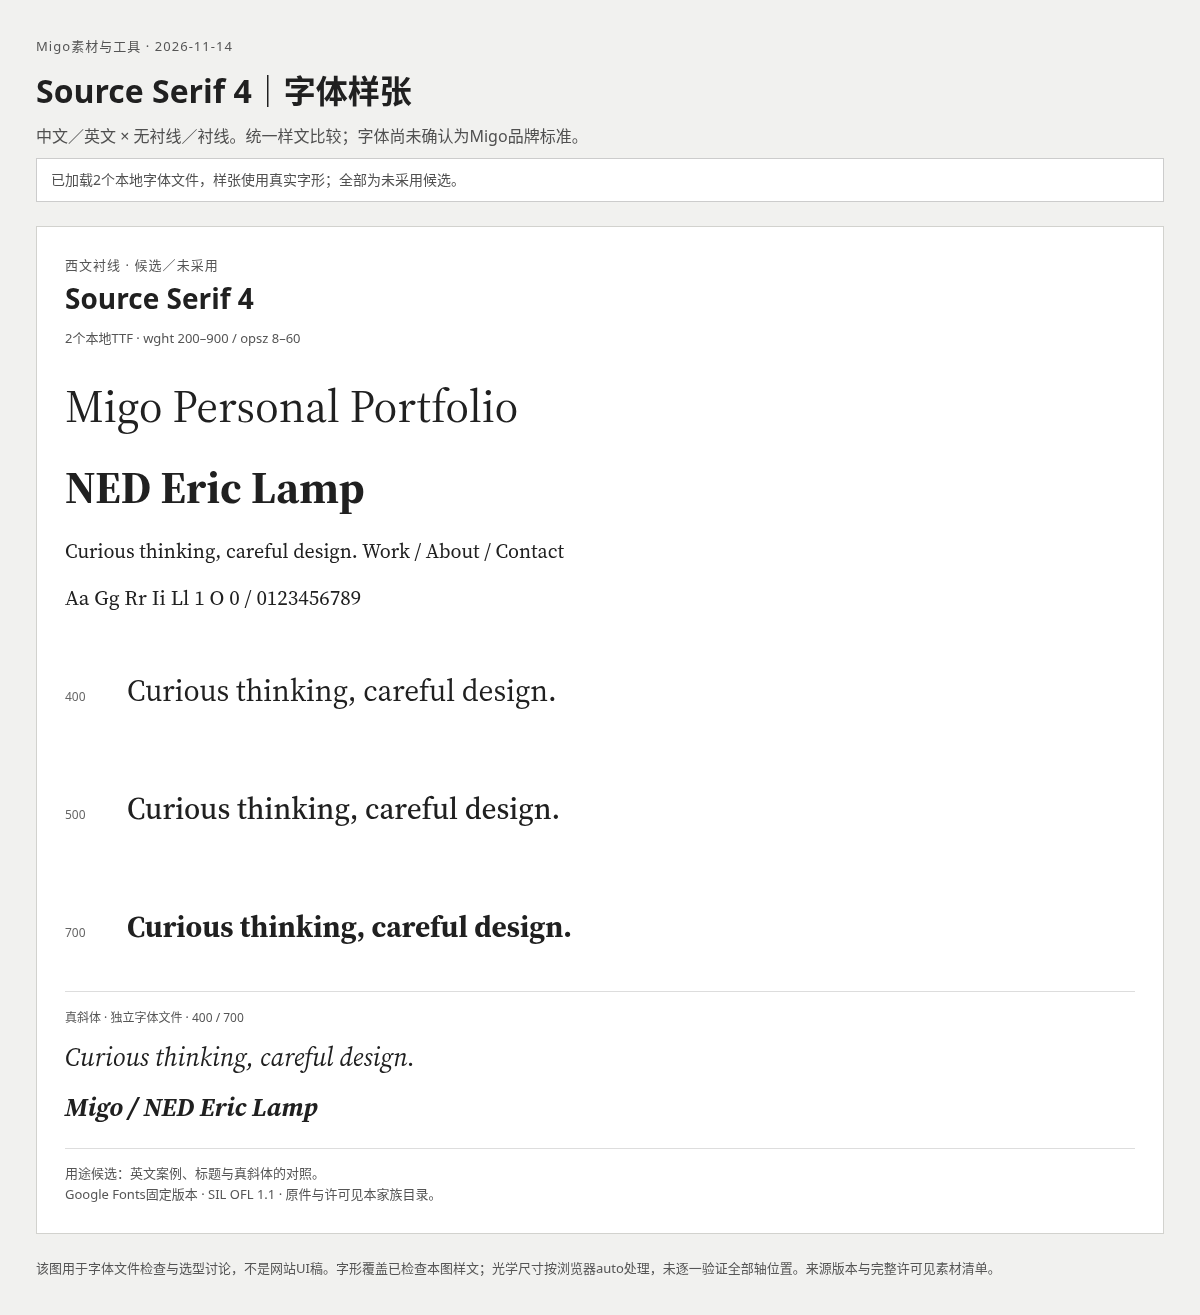 Migo素材与工具 · 2026-11-14
Source Serif 4｜字体样张
中文／英文 × 无衬线／衬线。统一样文比较；字体尚未确认为Migo品牌标准。
已加载2个本地字体文件，样张使用真实字形；全部为未采用候选。
西文衬线 · 候选／未采用
Source Serif 4
2个本地TTF · wght 200–900 / opsz 8–60
Migo Personal Portfolio
NED Eric Lamp
Curious thinking, careful design. Work / About / Contact
Aa Gg Rr Ii Ll 1 O 0 / 0123456789
400 Curious thinking, careful design.
500 Curious thinking, careful design.
700 Curious thinking, careful design.
真斜体 · 独立字体文件 · 400 / 700
Curious thinking, careful design.
Migo / NED Eric Lamp
用途候选：英文案例、标题与真斜体的对照。
Google Fonts固定版本 · SIL OFL 1.1 · 原件与许可见本家族目录。
该图用于字体文件检查与选型讨论，不是网站UI稿。字形覆盖已检查本图样文；光学尺寸按浏览器auto处理，未逐一验证全部轴位置。来源版本与完整许可见素材清单。